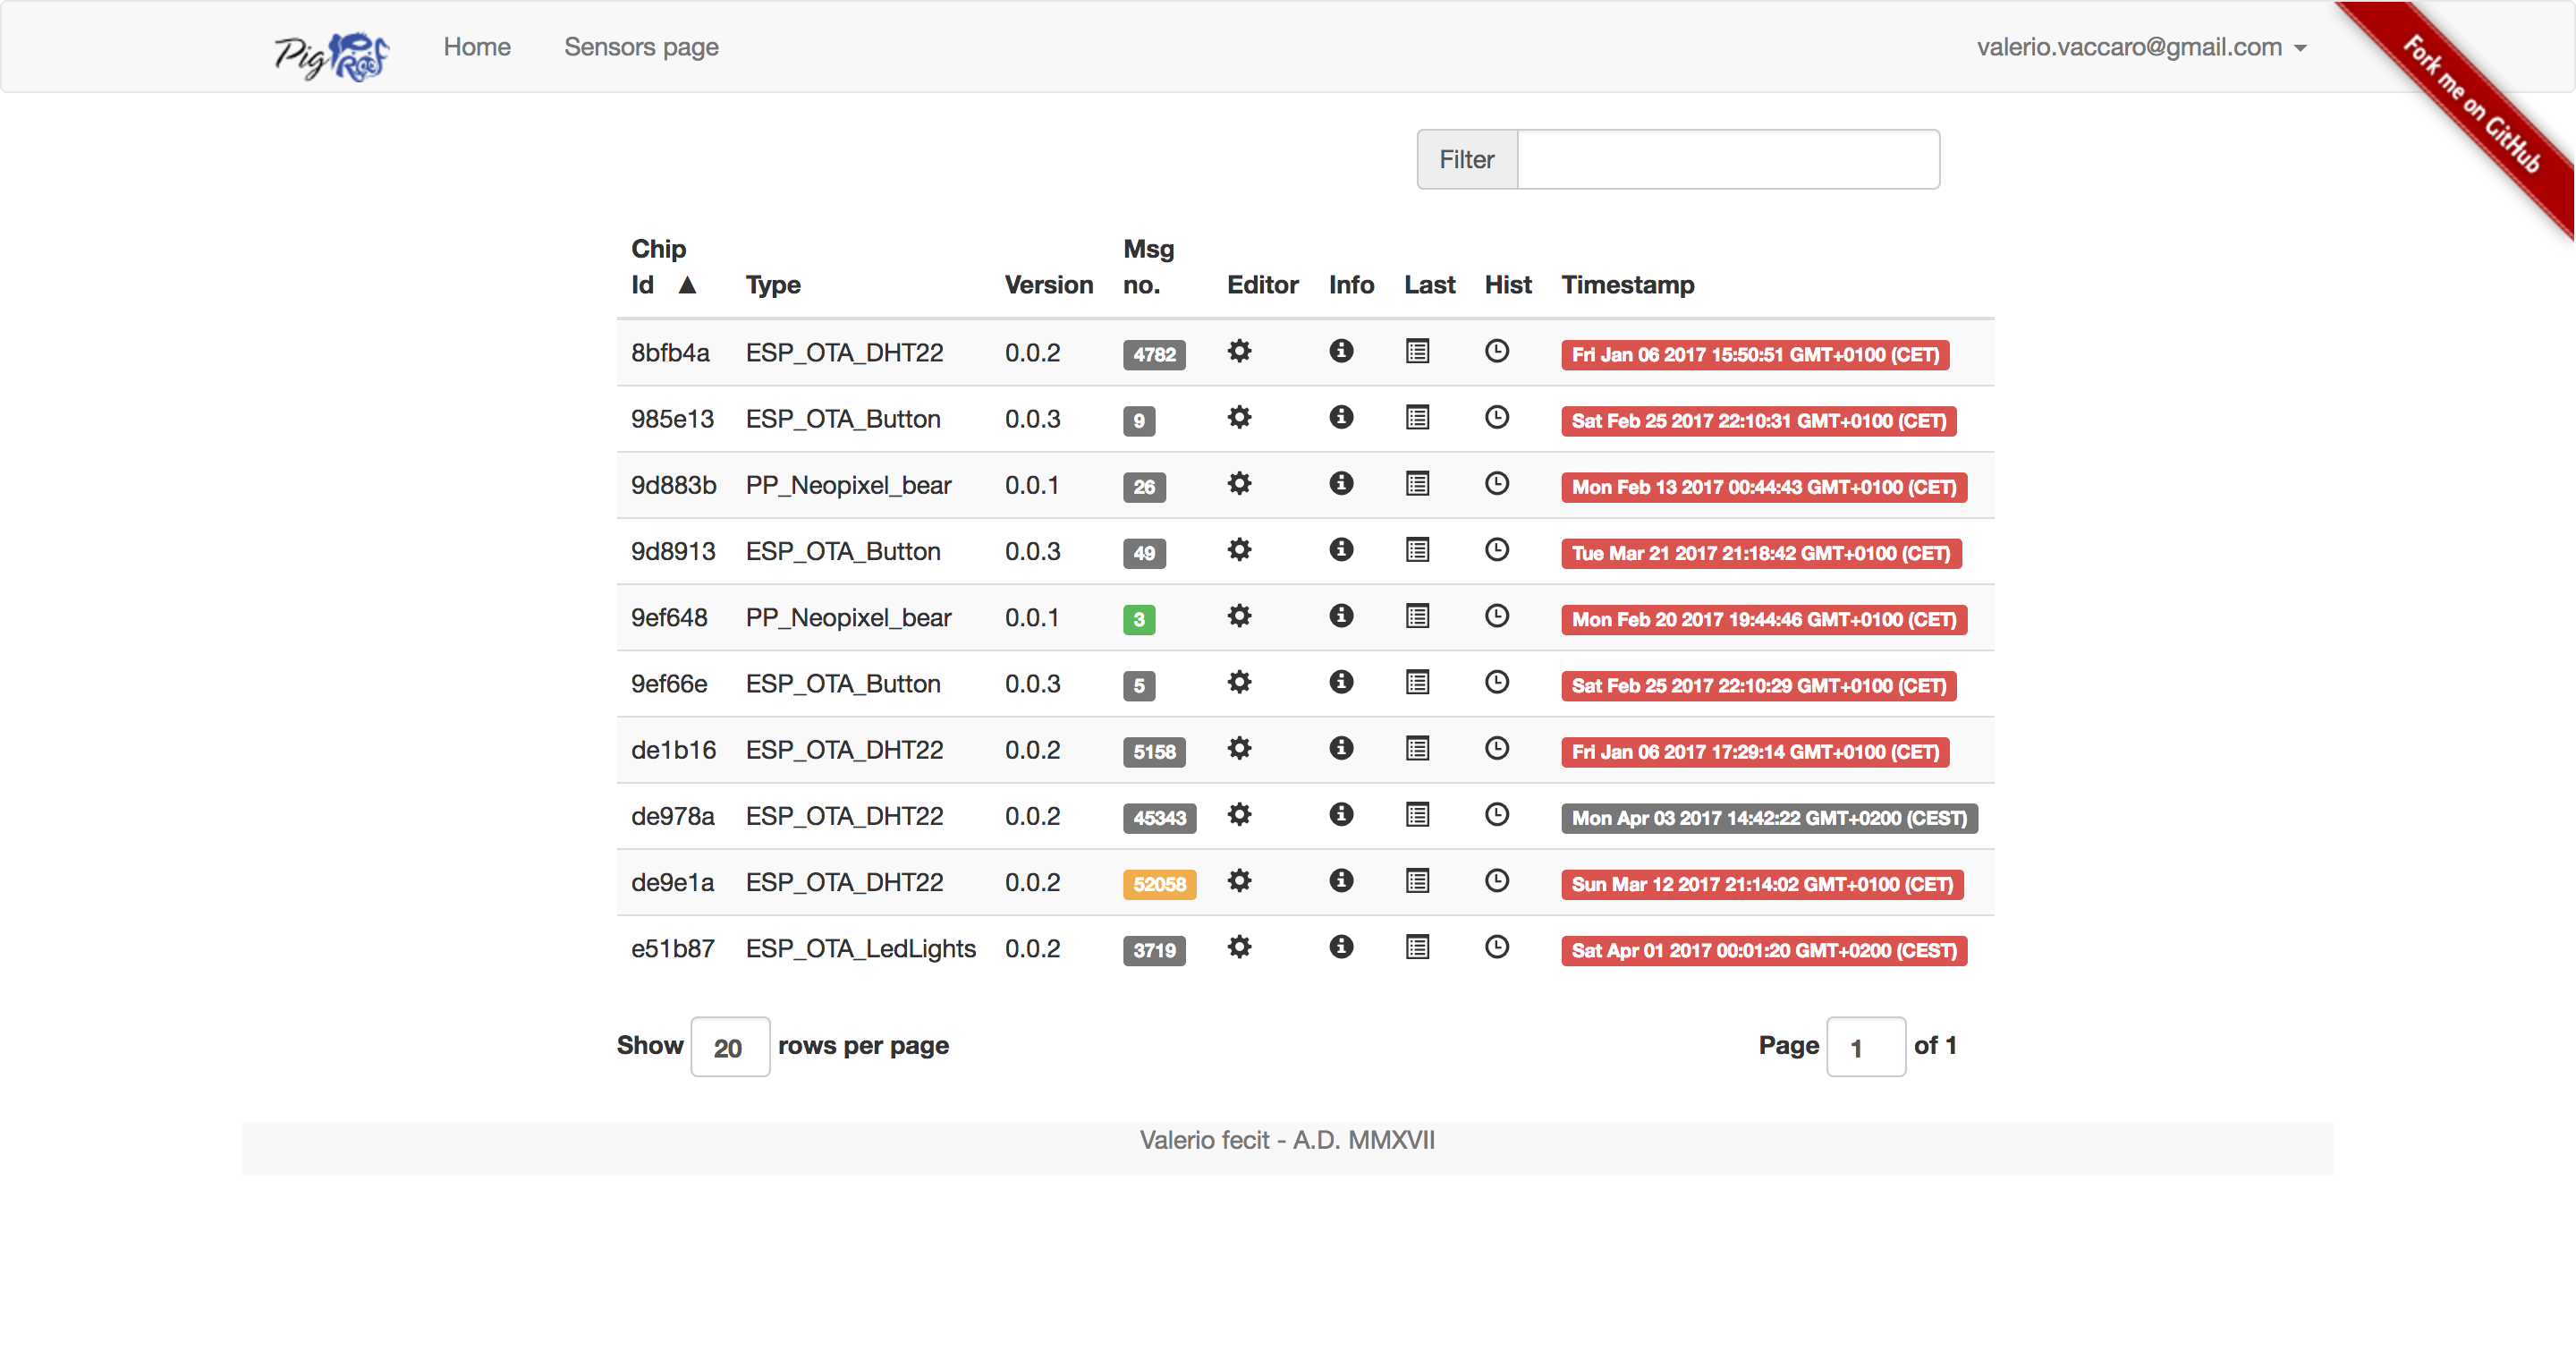 PigRoof Home Sensors page valerio.vaccaro@gmail.com
Fork me on GitHub
Filter
Chip Id ▲ Type Version Msg no. Editor Info Last Hist Timestamp
8bfb4a ESP_OTA_DHT22 0.0.2 4782 Fri Jan 06 2017 15:50:51 GMT+0100 (CET)
985e13 ESP_OTA_Button 0.0.3 9 Sat Feb 25 2017 22:10:31 GMT+0100 (CET)
9d883b PP_Neopixel_bear 0.0.1 26 Mon Feb 13 2017 00:44:43 GMT+0100 (CET)
9d8913 ESP_OTA_Button 0.0.3 49 Tue Mar 21 2017 21:18:42 GMT+0100 (CET)
9ef648 PP_Neopixel_bear 0.0.1 3 Mon Feb 20 2017 19:44:46 GMT+0100 (CET)
9ef66e ESP_OTA_Button 0.0.3 5 Sat Feb 25 2017 22:10:29 GMT+0100 (CET)
de1b16 ESP_OTA_DHT22 0.0.2 5158 Fri Jan 06 2017 17:29:14 GMT+0100 (CET)
de978a ESP_OTA_DHT22 0.0.2 45343 Mon Apr 03 2017 14:42:22 GMT+0200 (CEST)
de9e1a ESP_OTA_DHT22 0.0.2 52058 Sun Mar 12 2017 21:14:02 GMT+0100 (CET)
e51b87 ESP_OTA_LedLights 0.0.2 3719 Sat Apr 01 2017 00:01:20 GMT+0200 (CEST)
Show 20 rows per page Page 1 of 1
Valerio fecit - A.D. MMXVII